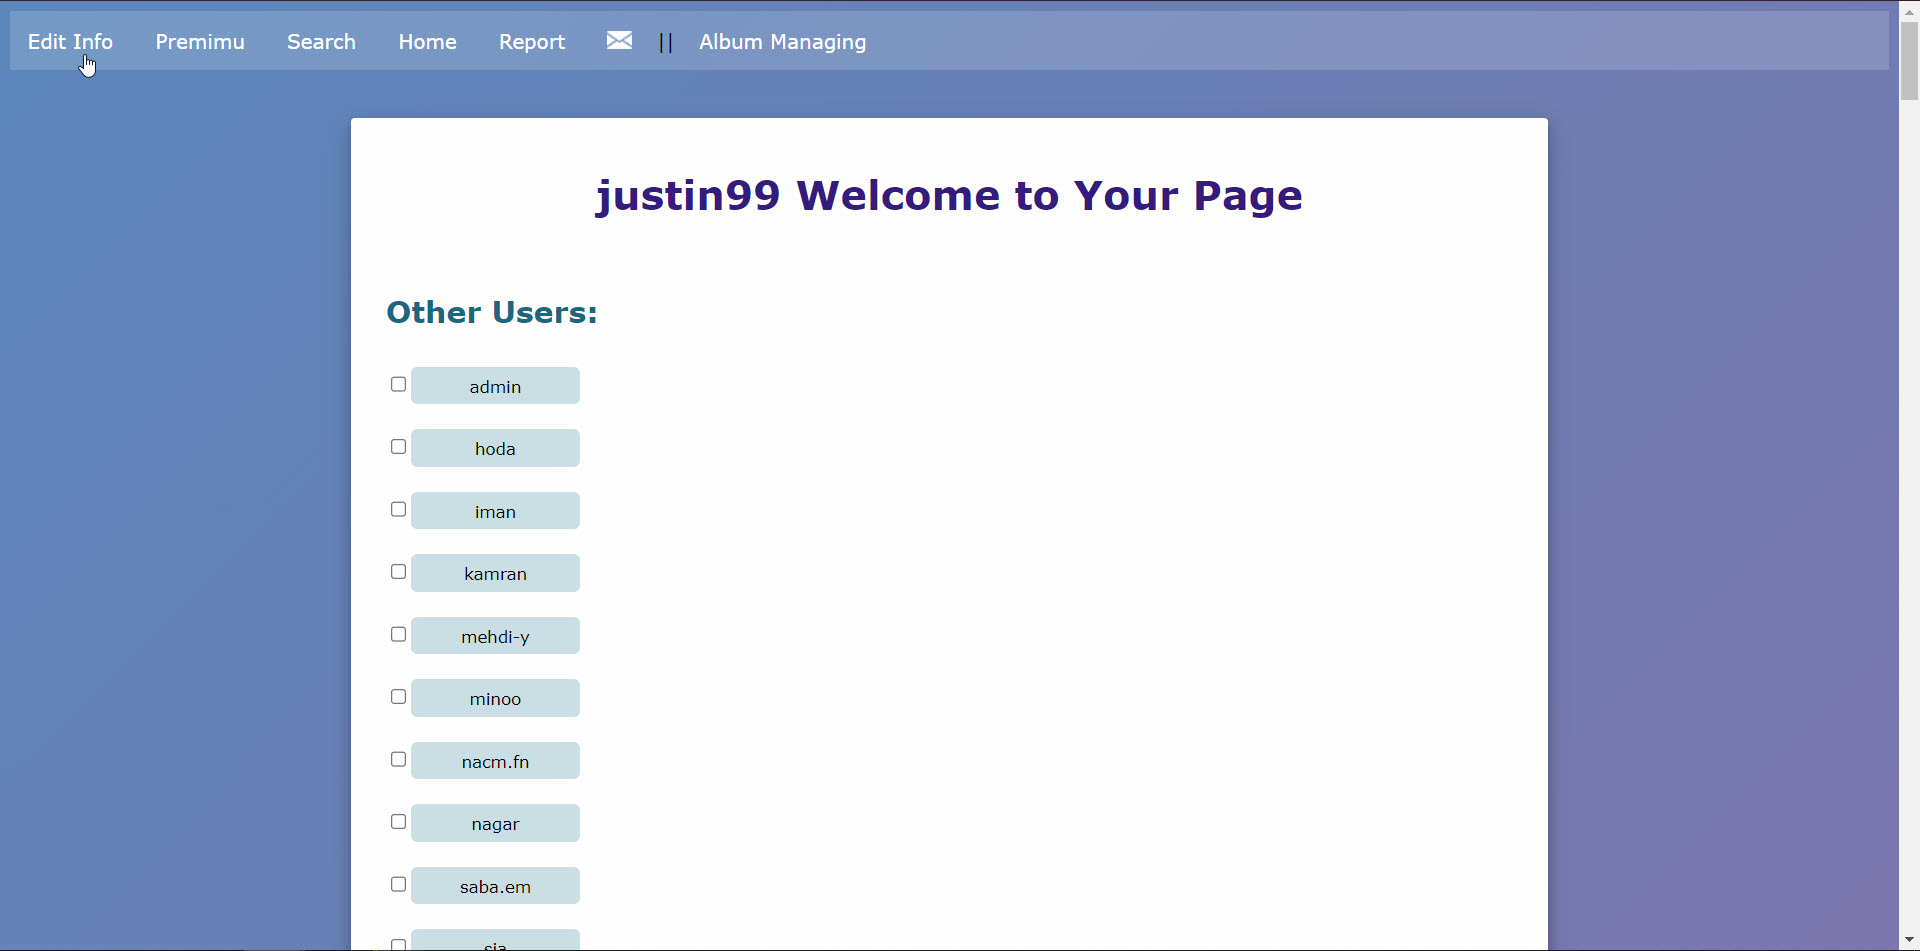 Edit Info Premimu Search Home Report || Album Managing
justin99 Welcome to Your Page
Other Users:
admin
hoda
iman
kamran
mehdi-y
minoo
nacm.fn
nagar
saba.em